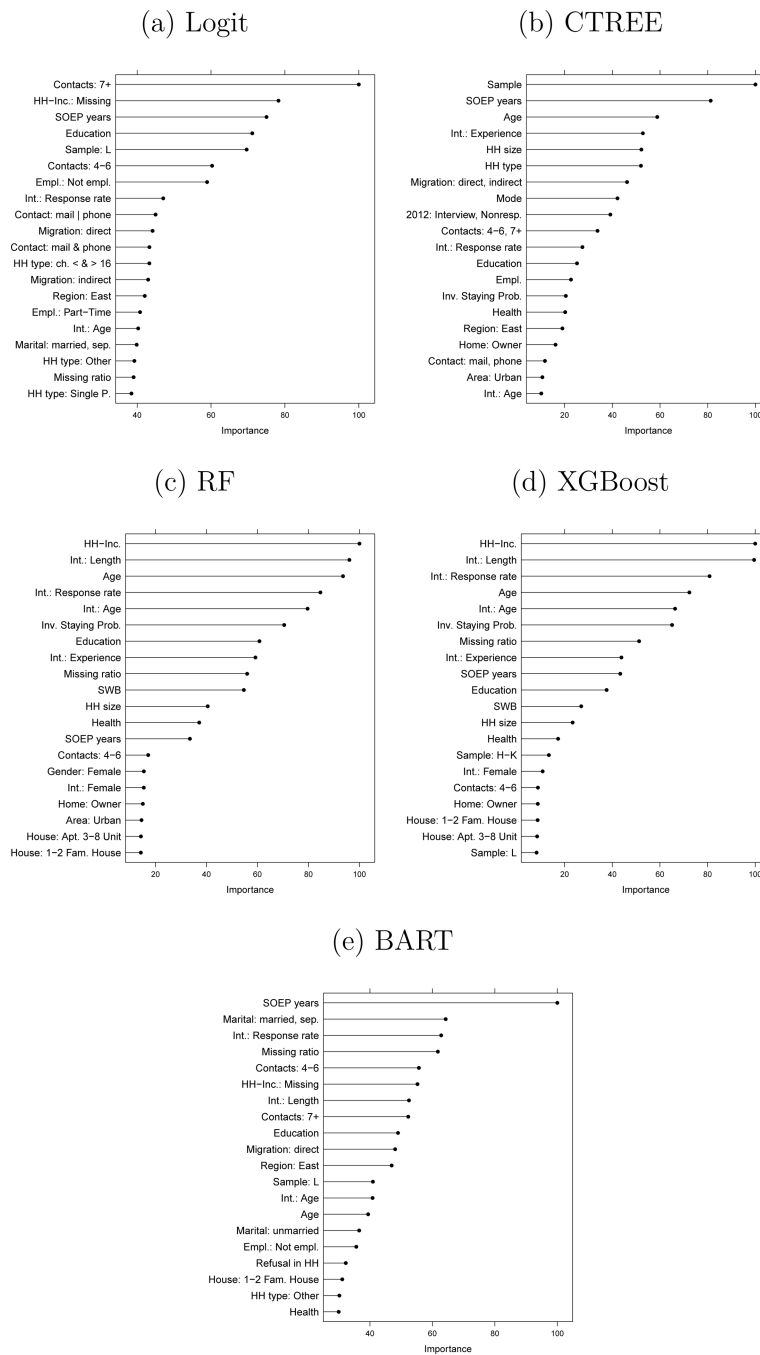 (a) Logit
Contacts: 7+
HH−Inc.: Missing
SOEP years
Education
Sample: L
Contacts: 4−6
Empl.: Not empl.
Int.: Response rate
Contact: mail | phone
Migration: direct
Contact: mail & phone
HH type: ch. < & > 16
Migration: indirect
Region: East
Empl.: Part−Time
Int.: Age
Marital: married, sep.
HH type: Other
Missing ratio
HH type: Single P.
40 60 80 100
Importance
(b) CTREE
Sample
SOEP years
Age
Int.: Experience
HH size
HH type
Migration: direct, indirect
Mode
2012: Interview, Nonresp.
Contacts: 4−6, 7+
Int.: Response rate
Education
Empl.
Inv. Staying Prob.
Health
Region: East
Home: Owner
Contact: mail, phone
Area: Urban
Int.: Age
20 40 60 80 100
Importance
(c) RF
HH−Inc.
Int.: Length
Age
Int.: Response rate
Int.: Age
Inv. Staying Prob.
Education
Int.: Experience
Missing ratio
SWB
HH size
Health
SOEP years
Contacts: 4−6
Gender: Female
Int.: Female
Home: Owner
Area: Urban
House: Apt. 3−8 Unit
House: 1−2 Fam. House
20 40 60 80 100
Importance
(d) XGBoost
HH−Inc.
Int.: Length
Int.: Response rate
Age
Int.: Age
Inv. Staying Prob.
Missing ratio
Int.: Experience
SOEP years
Education
SWB
HH size
Health
Sample: H−K
Int.: Female
Contacts: 4−6
Home: Owner
House: 1−2 Fam. House
House: Apt. 3−8 Unit
Sample: L
20 40 60 80 100
Importance
(e) BART
SOEP years
Marital: married, sep.
Int.: Response rate
Missing ratio
Contacts: 4−6
HH−Inc.: Missing
Int.: Length
Contacts: 7+
Education
Migration: direct
Region: East
Sample: L
Int.: Age
Age
Marital: unmarried
Empl.: Not empl.
Refusal in HH
House: 1−2 Fam. House
HH type: Other
Health
40 60 80 100
Importance